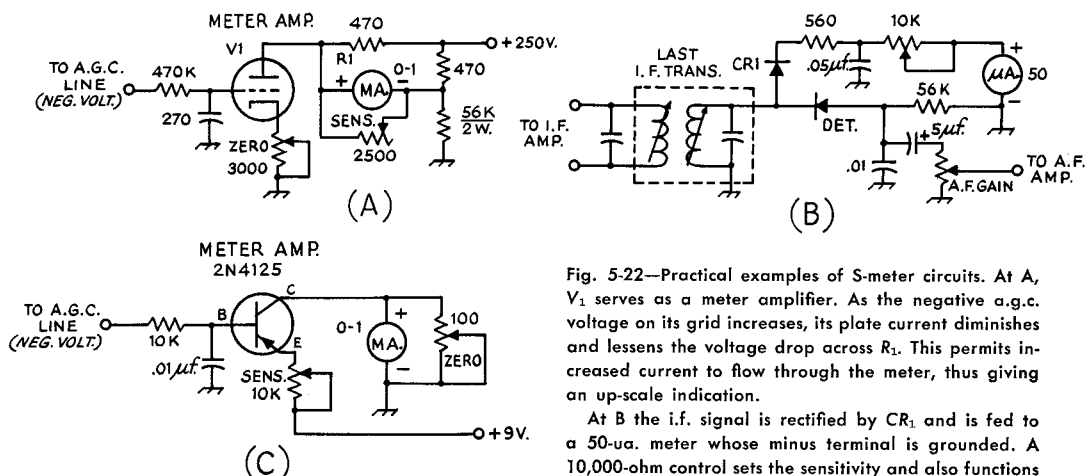 METER AMP.
V1
TO A.G.C.
LINE
(NEG. VOLT.)
470K
270
ZERO
3000
470
R1
+ 0-1 -
MA.
SENS.
2500
+250V.
470
56K
2W.
(A)
LAST
I.F. TRANS.
TO I.F.
AMP.
CR1
560
.05µf.
10K
+
µA.
50
-
56K
DET.
+5µf.
.01
TO A.F.
AMP.
A.F.GAIN
(B)
METER AMP.
2N4125
TO A.G.C.
LINE
(NEG. VOLT.)
10K
.01µf.
B
C
E
SENS.
10K
0-1
+
MA.
-
100
ZERO
+9V.
(C)
Fig. 5-22—Practical examples of S-meter circuits. At A,
V1 serves as a meter amplifier. As the negative a.g.c.
voltage on its grid increases, its plate current diminishes
and lessens the voltage drop across R1. This permits in-
creased current to flow through the meter, thus giving
an up-scale indication.
At B the i.f. signal is rectified by CR1 and is fed to
a 50-ua. meter whose minus terminal is grounded. A
10,000-ohm control sets the sensitivity and also functions